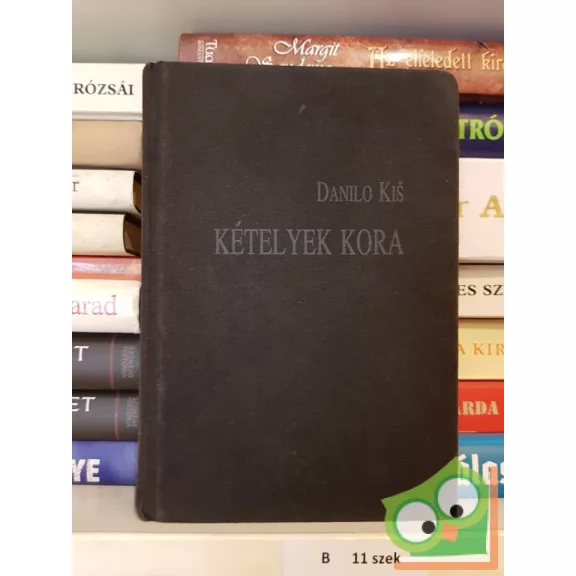 Margit
Az elfeledett kir
RÓZSÁI
TRÓ
T
DANILO KIŠ
r A
KÉTELYEK KORA
ES SZ
arad
T
A KIR
ET
ARDA
YE
álos
B 11 szek